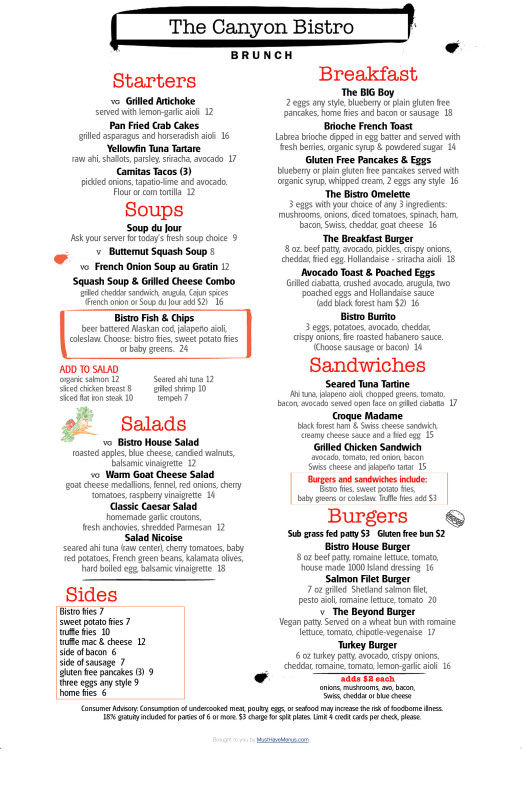 The Canyon Bistro
BRUNCH
Starters
VG Grilled Artichoke
served with lemon-garlic aioli 12
Pan Fried Crab Cakes
grilled asparagus and horseradish aioli 16
Yellowfin Tuna Tartare
raw ahi, shallots, parsley, sriracha, avocado 17
Carnitas Tacos (3)
pickled onions, tapatio-lime and avocado.
Flour or corn tortilla 12
Soups
Soup du Jour
Ask your server for today's fresh soup choice 9
V Butternut Squash Soup 8
VG French Onion Soup au Gratin 12
Squash Soup & Grilled Cheese Combo
grilled cheddar sandwich, arugula, Cajun spices
(French onion or Soup du Jour add $2) 16
Bistro Fish & Chips
beer battered Alaskan cod, jalapeño aioli,
coleslaw. Choose: bistro fries, sweet potato fries
or baby greens. 24
ADD TO SALAD
organic salmon 12 Seared ahi tuna 12
sliced chicken breast 8 grilled shrimp 10
sliced flat iron steak 10 tempeh 7
Salads
VG Bistro House Salad
roasted apples, blue cheese, candied walnuts,
balsamic vinaigrette 12
VG Warm Goat Cheese Salad
goat cheese medallions, fennel, red onions, cherry
tomatoes, raspberry vinaigrette 14
Classic Caesar Salad
homemade garlic croutons,
fresh anchovies, shredded Parmesan 12
Salad Nicoise
seared ahi tuna (raw center), cherry tomatoes, baby
red potatoes, French green beans, kalamata olives,
hard boiled egg, balsamic vinaigrette 18
Sides
Bistro fries 7
sweet potato fries 7
truffle fries 10
truffle mac & cheese 12
side of bacon 6
side of sausage 7
gluten free pancakes (3) 9
three eggs any style 9
home fries 6
Breakfast
The BIG Boy
2 eggs any style, blueberry or plain gluten free
pancakes, home fries and bacon or sausage 18
Brioche French Toast
Labrea brioche dipped in egg batter and served with
fresh berries, organic syrup & powdered sugar 14
Gluten Free Pancakes & Eggs
blueberry or plain gluten free pancakes served with
organic syrup, whipped cream, 2 eggs any style 16
The Bistro Omelette
3 eggs with your choice of any 3 ingredients:
mushrooms, onions, diced tomatoes, spinach, ham,
bacon, Swiss, cheddar, goat cheese 16
The Breakfast Burger
8 oz. beef patty, avocado, pickles, crispy onions,
cheddar, fried egg. Hollandaise - sriracha aioli 18
Avocado Toast & Poached Eggs
Grilled ciabatta, crushed avocado, arugula, two
poached eggs and Hollandaise sauce
(add black forest ham $2) 16
Bistro Burrito
3 eggs, potatoes, avocado, cheddar,
crispy onions, fire roasted habanero sauce.
(Choose sausage or bacon) 14
Sandwiches
Seared Tuna Tartine
Ahi tuna, jalapeno aioli, chopped greens, tomato,
bacon, avocado served open face on grilled ciabatta 17
Croque Madame
black forest ham & Swiss cheese sandwich,
creamy cheese sauce and a fried egg 15
Grilled Chicken Sandwich
avocado, tomato, red onion, bacon
Swiss cheese and jalapeño tartar 15
Burgers and sandwiches include:
Bistro fries, sweet potato fries,
baby greens or coleslaw. Truffle fries add $3
Burgers
Sub grass fed patty $3 Gluten free bun $2
Bistro House Burger
8 oz beef patty, romaine lettuce, tomato,
house made 1000 Island dressing 16
Salmon Filet Burger
7 oz grilled Shetland salmon filet,
pesto aioli, romaine lettuce, tomato 20
V The Beyond Burger
Vegan patty. Served on a wheat bun with romaine
lettuce, tomato, chipotle-vegenaise 17
Turkey Burger
6 oz turkey patty, avocado, crispy onions,
cheddar, romaine, tomato, lemon-garlic aioli 16
adds $2 each
onions, mushrooms, avo, bacon,
Swiss, cheddar or blue cheese
Consumer Advisory: Consumption of undercooked meat, poultry, eggs, or seafood may increase the risk of foodborne illness.
18% gratuity included for parties of 6 or more. $3 charge for split plates. Limit 4 credit cards per check, please.
Brought to you by MustHaveMenus.com